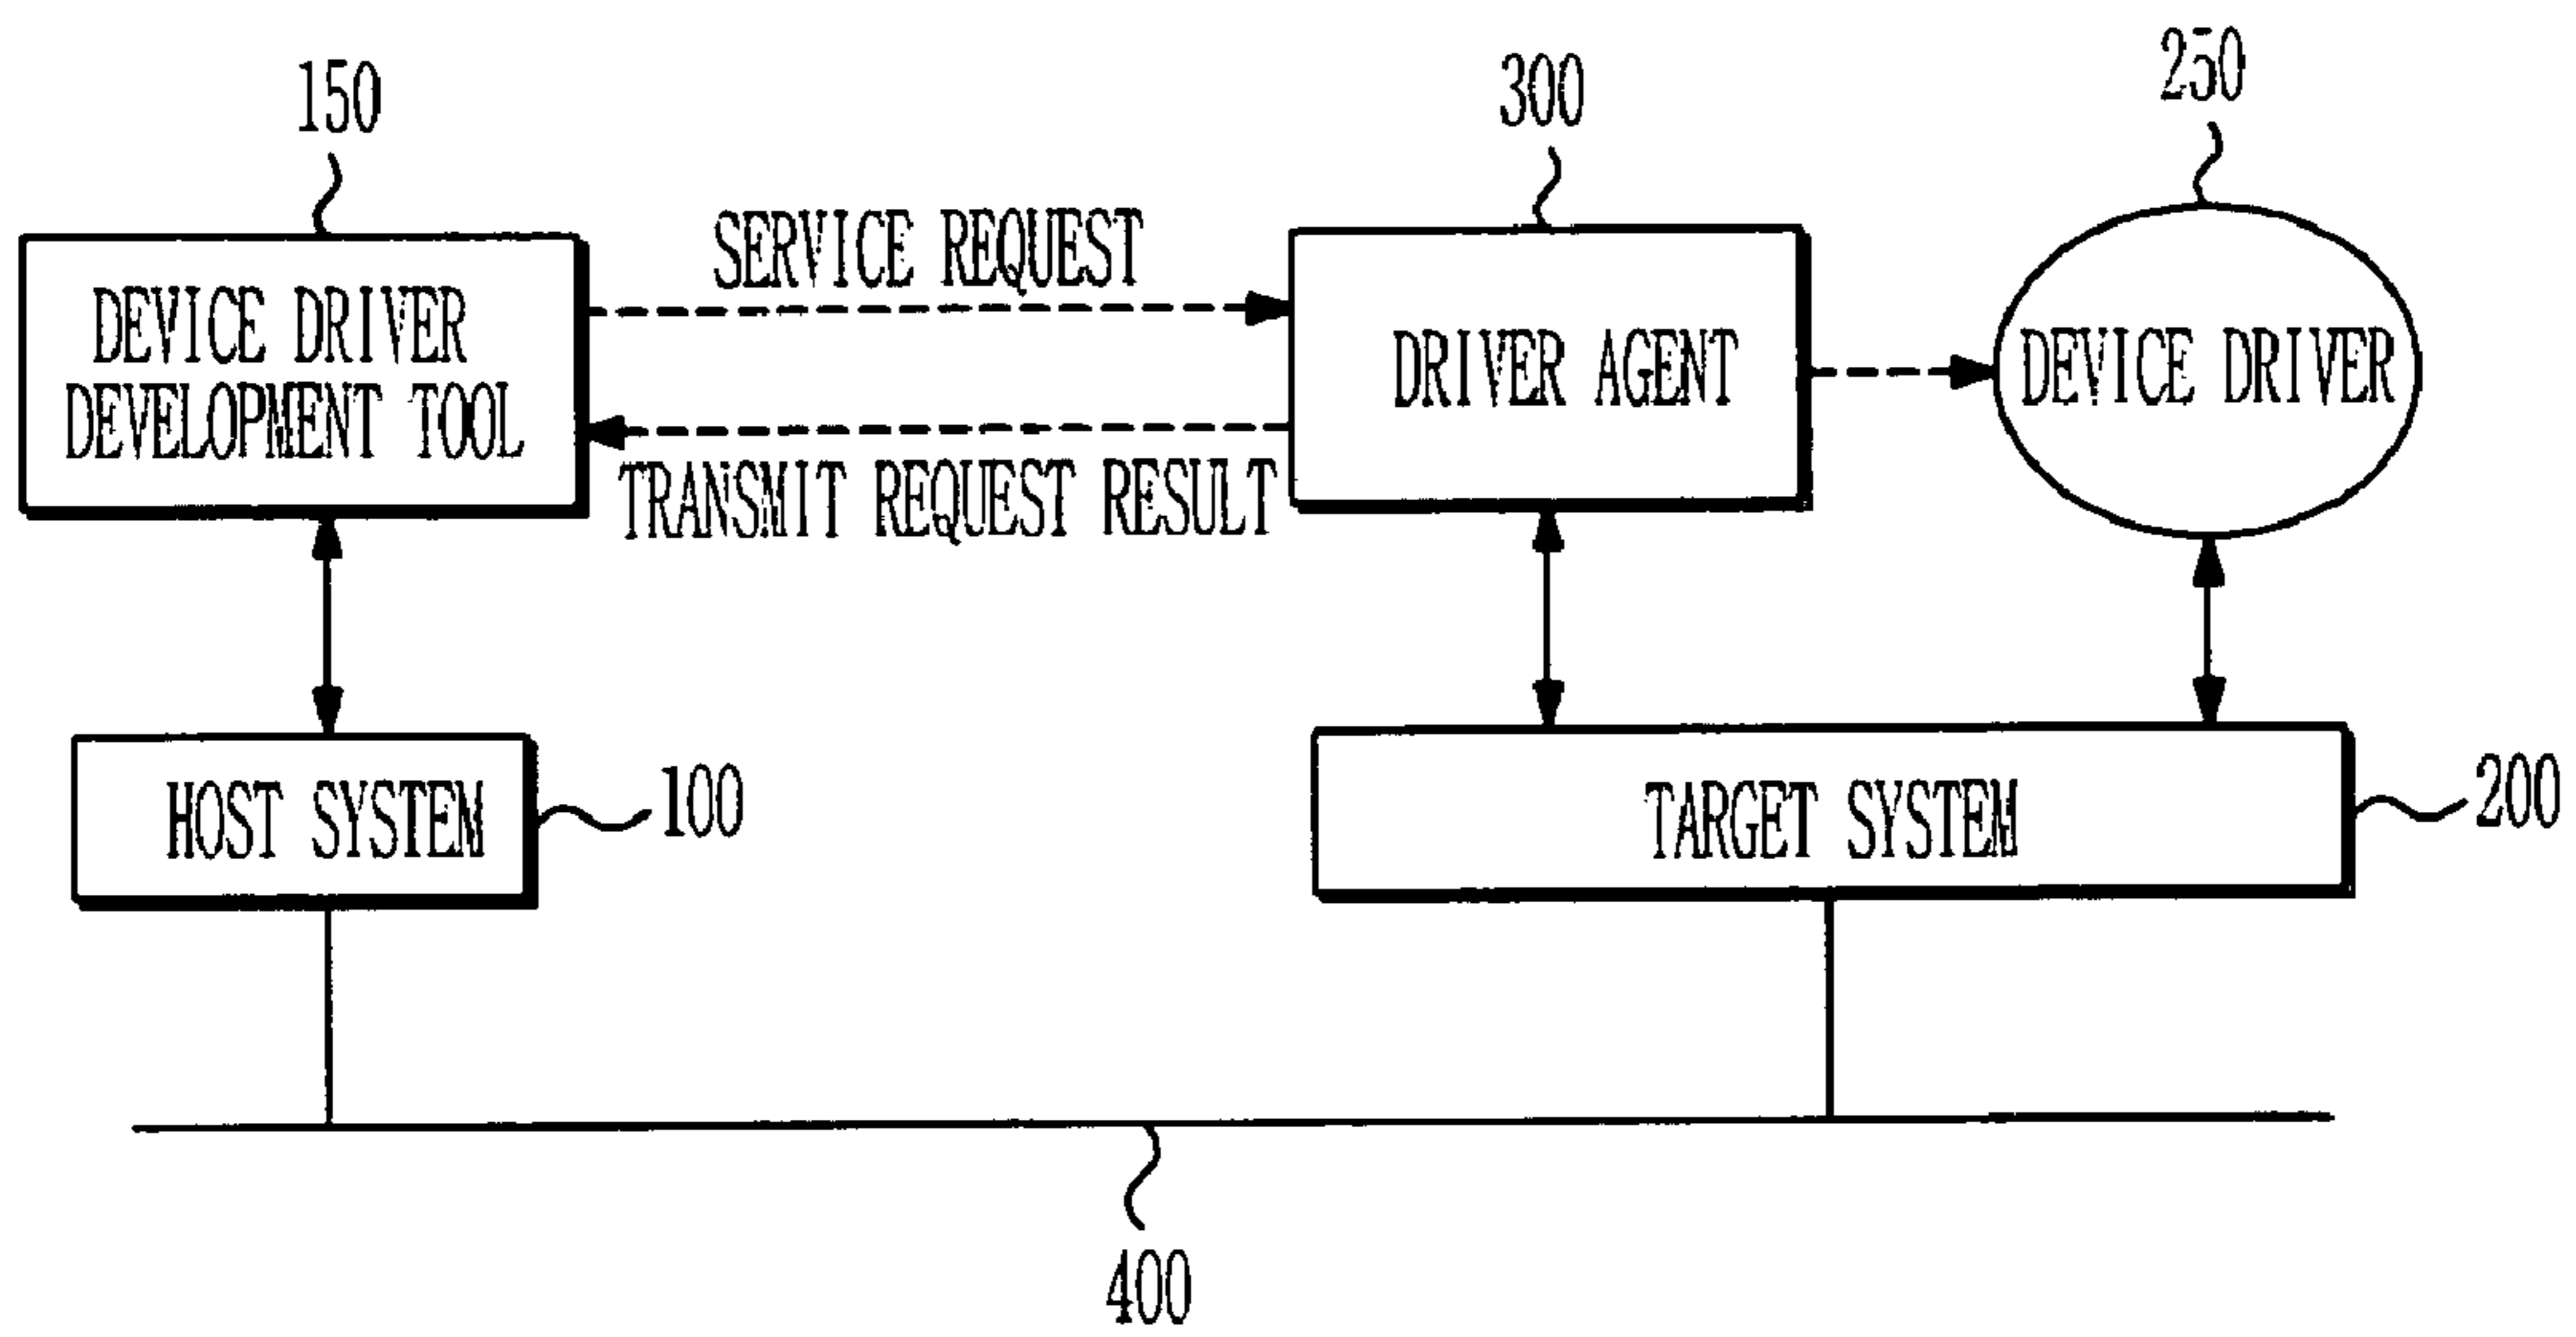 150
300
250
SERVICE REQUEST
DEVICE DRIVER
DEVELOPMENT TOOL
DRIVER AGENT
DEVICE DRIVER
TRANSMIT REQUEST RESULT
HOST SYSTEM
100
TARGET SYSTEM
200
400